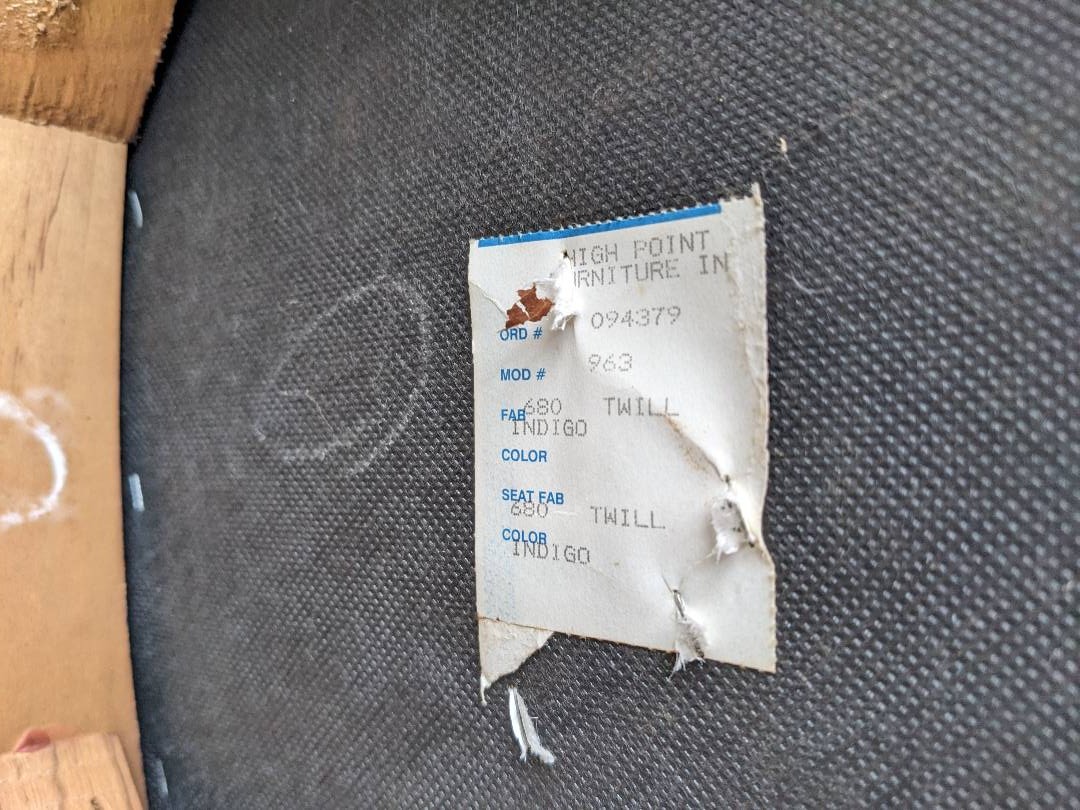 HIGH POINT
RNITURE IN
094379
ORD #
963
MOD #
680 TWILL
FAB
INDIGO
COLOR
SEAT FAB
680 TWILL
COLOR
INDIGO